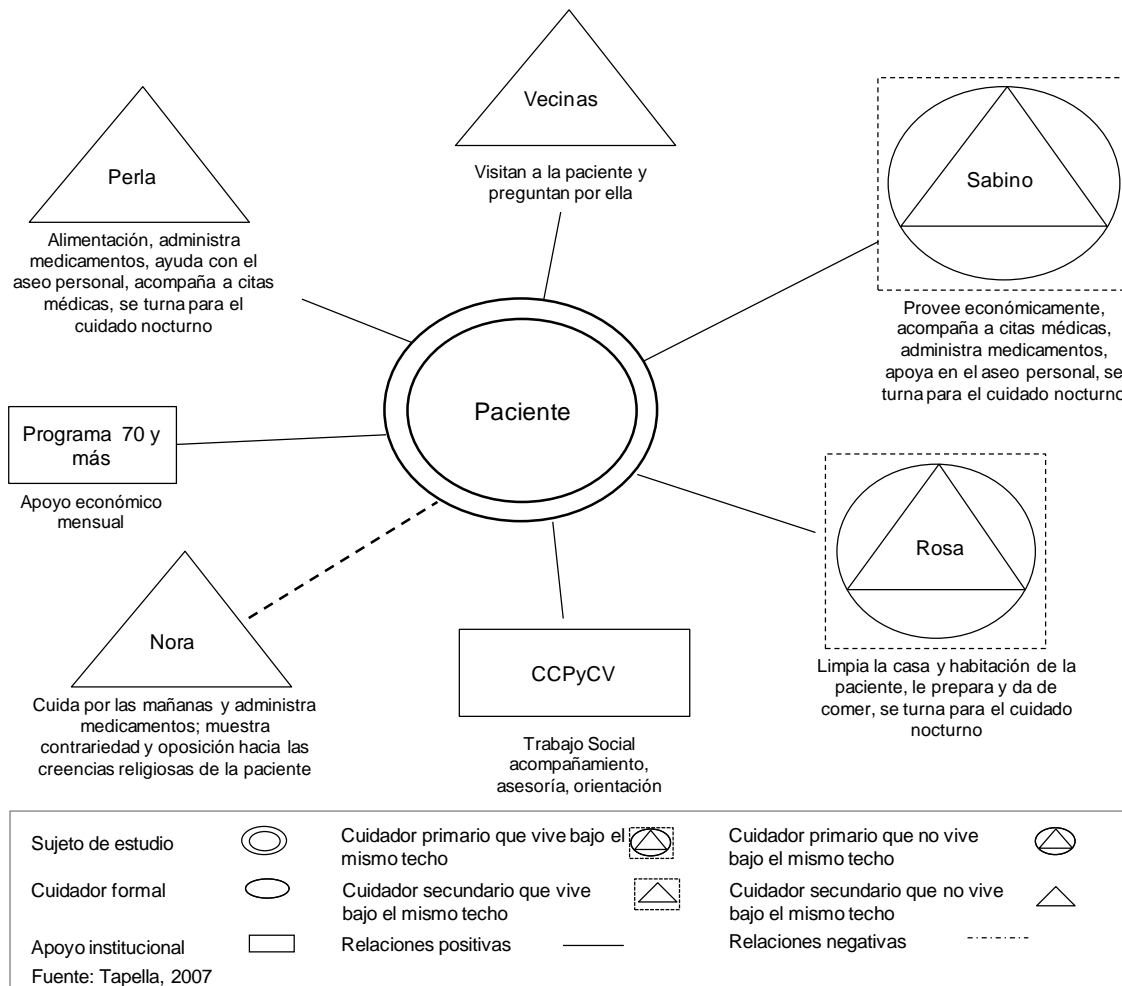 Vecinas
Visitan a la paciente y
preguntan por ella
Perla
Alimentación, administra
medicamentos, ayuda con el
aseo personal, acompaña a citas
médicas, se turna para el
cuidado nocturno
Sabino
Provee económicamente,
acompaña a citas médicas,
administra medicamentos,
apoya en el aseo personal, se
turna para el cuidado nocturno
Paciente
Programa 70 y
más
Apoyo económico
mensual
Rosa
Limpia la casa y habitación de la
paciente, le prepara y da de
comer, se turna para el cuidado
nocturno
Nora
Cuida por las mañanas y administra
medicamentos; muestra
contrariedad y oposición hacia las
creencias religiosas de la paciente
CCPyCV
Trabajo Social
acompañamiento,
asesoría, orientación
Sujeto de estudio
Cuidador primario que vive bajo el
mismo techo
Cuidador primario que no vive
bajo el mismo techo
Cuidador formal
Cuidador secundario que vive
bajo el mismo techo
Cuidador secundario que no vive
bajo el mismo techo
Apoyo institucional
Relaciones positivas
Relaciones negativas
Fuente: Tapella, 2007